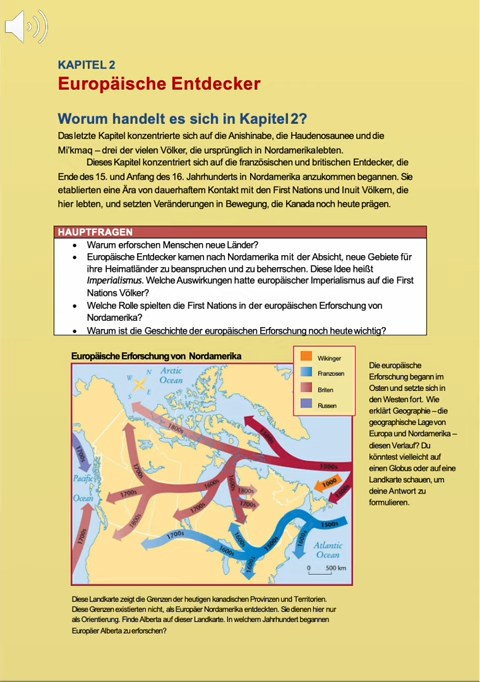 KAPITEL 2
Europäische Entdecker
Worum handelt es sich in Kapitel 2?
Das letzte Kapitel konzentrierte sich auf die Anishinabe, die Haudenosaunee und die
Mi'kmaq – drei der vielen Völker, die ursprünglich in Nordamerika lebten.
Dieses Kapitel konzentriert sich auf die französischen und britischen Entdecker, die
Ende des 15. und Anfang des 16. Jahrhunderts in Nordamerika anzukommen begannen. Sie
etablierten eine Ära von dauerhaftem Contakt mit den First Nations und Inuit Völkern, die
hier lebten, und setzten Veränderungen in Bewegung, die Kanada noch heute prägen.
HAUPTFRAGEN
• Warum erforschen Menschen neue Länder?
• Europäische Entdecker kamen nach Nordamerika mit der Absicht, neue Gebiete für
ihre Heimatländer zu beanspruchen und zu beherrschen. Diese Idee heißt
Imperialismus. Welche Auswirkungen hatte europäischer Imperialismus auf die First
Nations Völker?
• Welche Rolle spielten die First Nations in der europäischen Erforschung von
Nordamerika?
• Warum ist die Geschichte der europäischen Erforschung noch heute wichtig?
Europäische Erforschung von Nordamerika
Wikinger
Franzosen
Briten
Russen
Arctic
Ocean
N
W
E
S
1800s
1700s
Pacific
Ocean
1700s
1700s
1600s
1700s
1800s
1700s
1500s
1000
1500s
1700s
1600s
1600s
1600s
Atlantic
Ocean
0 500 km
Die europäische
Erforschung begann im
Osten und setzte sich in
den Westen fort. Wie
erklärt Geographie – die
geographische Lage von
Europa und Nordamerika –
diesen Verlauf? Du
könntest vielleicht auf
einen Globus oder auf eine
Landkarte schauen, um
deine Antwort zu
formulieren.
Diese Landkarte zeigt die Grenzen der heutigen kanadischen Provinzen und Territorien.
Diese Grenzen existierten nicht, als Europäer Nordamerika entdeckten. Sie dienen hier nur
als Orientierung. Finde Alberta auf dieser Landkarte. In welchem Jahrhundert begannen
Europäer Alberta zu erforschen?